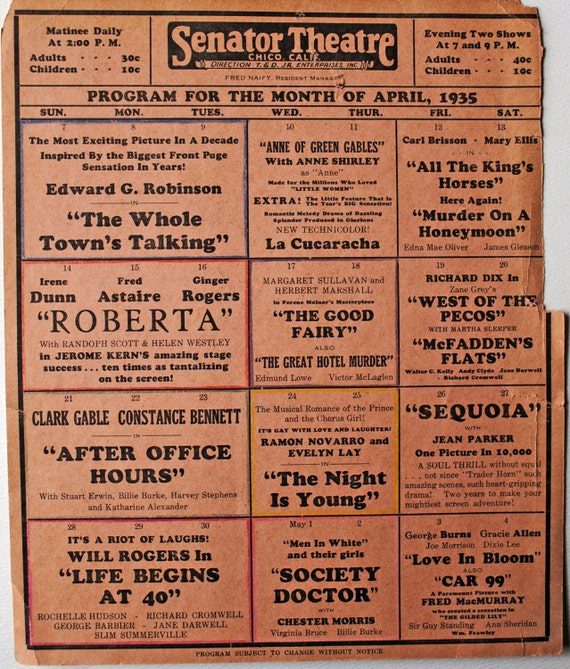 Matinee Daily
At 2:00 P. M.
Adults - 30c
Children - 10c
Senator Theatre
CHICO, CALIF.
DIRECTION T. & D. JR. ENTERPRISES, INC.
FRED NAIFY, RESIDENT MANAGER
Evening Two Shows
At 7 and 9 P. M.
Adults - 40c
Children - 10c
PROGRAM FOR THE MONTH OF APRIL, 1935
SUN. MON. TUES. WED. THUR. FRI. SAT.
7 8 9
The Most Exciting Picture In A Decade
Inspired By the Biggest Front Page
Sensation In Years!
Edward G. Robinson
IN
"The Whole
Town's Talking"
10 11
"ANNE OF GREEN GABLES"
With ANNE SHIRLEY
as "Anne"
Made for the Millions Who Loved
"LITTLE WOMEN"
EXTRA! The Little Feature That Is
The Year's BIG Sensation!
Romantic Melody Drama of Dazzling
Splendor Produced in Glorious
NEW TECHNICOLOR!
La Cucaracha
12 13
Carl Brisson - Mary Ellis
IN
"All The King's
Horses"
Here Again!
"Murder On A
Honeymoon"
Edna Mae Oliver James Gleason
14 15 16
Irene Fred Ginger
Dunn Astaire Rogers
"ROBERTA"
With RANDOPH SCOTT & HELEN WESTLEY
in JEROME KERN'S amazing stage
success . . . ten times as tantalizing
on the screen!
17 18
MARGARET SULLAVAN and
HERBERT MARSHALL
in Ferenc Molnar's Masterpiece
"THE GOOD
FAIRY"
ALSO
"THE GREAT HOTEL MURDER"
Edmund Lowe Victor McLaglen
19 20
RICHARD DIX In
Zane Grey's
"WEST OF THE
PECOS"
WITH MARTHA SLEEPER
"McFADDEN'S
FLATS"
Walter C. Kelly Andy Clyde Jane Darwell
Richard Cromwell
21 22 23
CLARK GABLE CONSTANCE BENNETT
IN
"AFTER OFFICE
HOURS"
With Stuart Erwin, Billie Burke, Harvey Stephens
and Katharine Alexander
24 25
The Musical Romance of the Prince
and the Chorus Girl!
IT'S GAY WITH LOVE AND LAUGHTER!
RAMON NOVARRO and
EVELYN LAY
IN
"The Night
Is Young"
26 27
"SEQUOIA"
WITH
JEAN PARKER
One Picture In 10,000
A SOUL THRILL without equal
. . . not since "Trader Horn" such
amazing scenes, such heart-gripping
drama! Two years to make your
mightiest screen adventure!
28 29 30
IT'S A RIOT OF LAUGHS!
WILL ROGERS In
"LIFE BEGINS
AT 40"
ROCHELLE HUDSON - RICHARD CROMWELL
GEORGE BARBIER - JANE DARWELL
SLIM SUMMERVILLE
May 1 2
"Men In White"
and their girls
"SOCIETY
DOCTOR"
WITH
CHESTER MORRIS
Virginia Bruce Billie Burke
3 4
George Burns Gracie Allen
Joe Morrison Dixie Lee
"Love In Bloom"
ALSO
"CAR 99"
A Paramount Picture with
FRED MacMURRAY
who created a sensation in
"THE GILDED LILY"
Sir Guy Standing Ann Sheridan
Wm. Frawley
PROGRAM SUBJECT TO CHANGE WITHOUT NOTICE